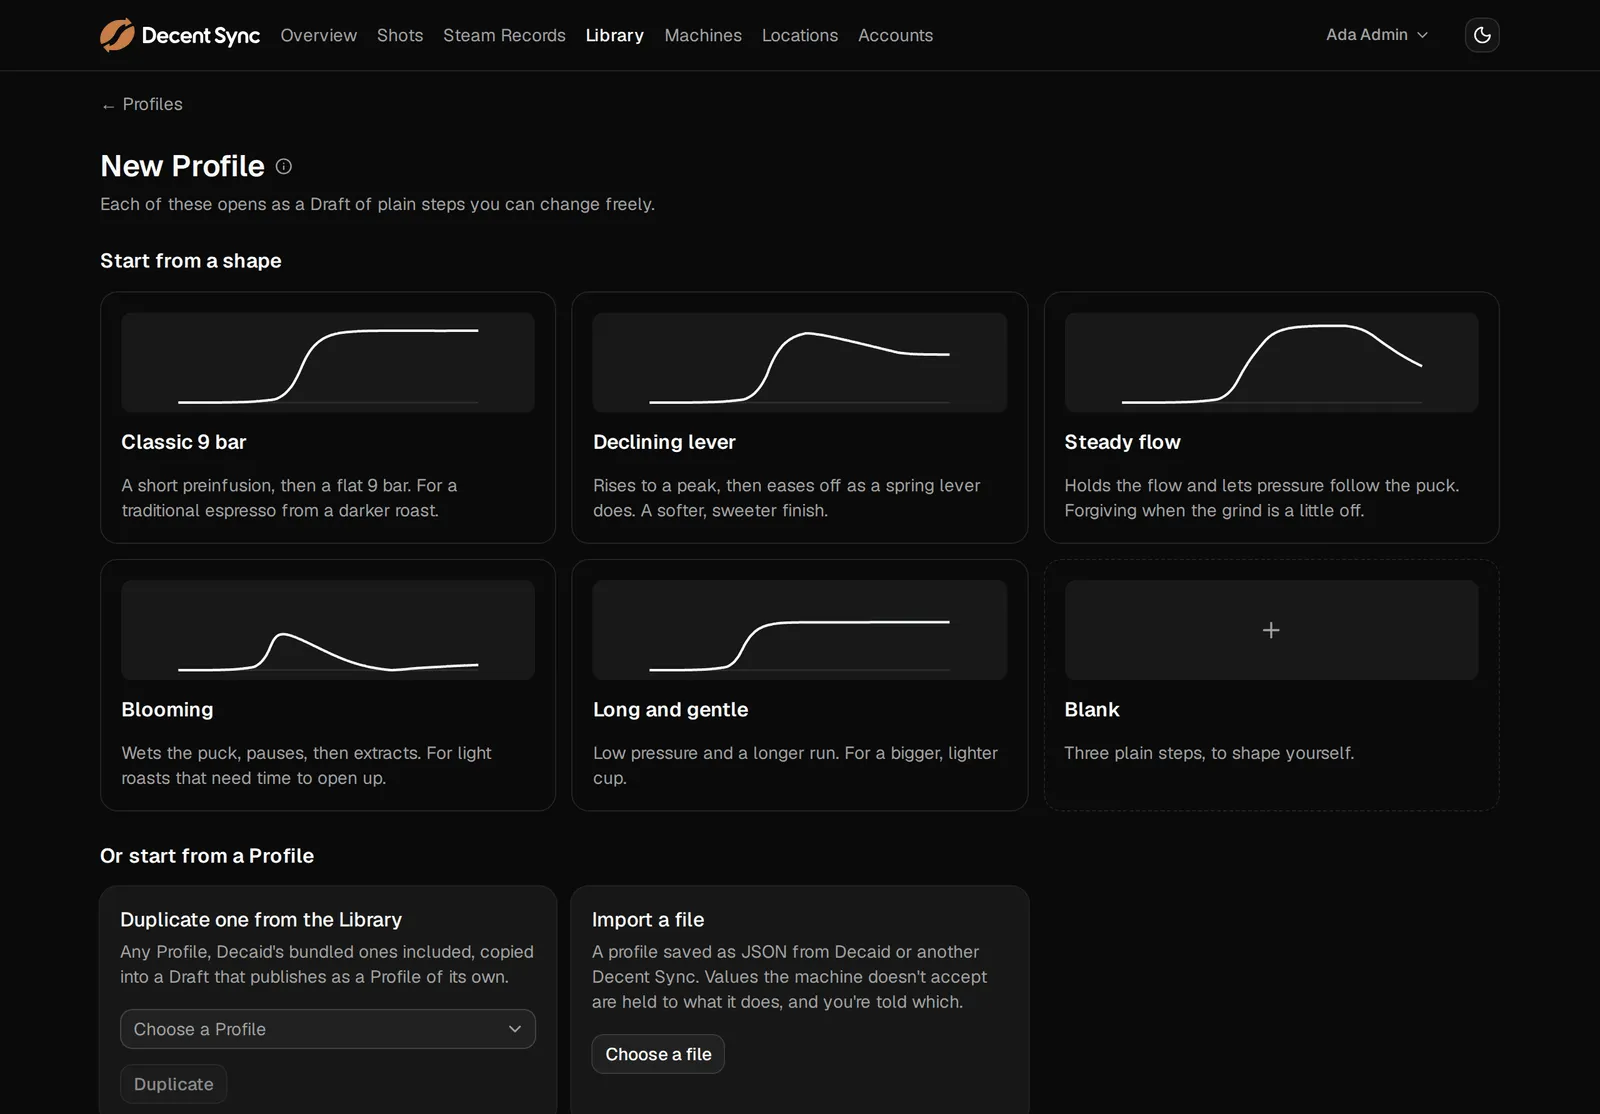 Decent Sync
Overview
Shots
Steam Records
Library
Machines
Locations
Accounts
Ada Admin
← Profiles
New Profile
Each of these opens as a Draft of plain steps you can change freely.
Start from a shape
Classic 9 bar
A short preinfusion, then a flat 9 bar. For a
traditional espresso from a darker roast.
Declining lever
Rises to a peak, then eases off as a spring lever
does. A softer, sweeter finish.
Steady flow
Holds the flow and lets pressure follow the puck.
Forgiving when the grind is a little off.
Blooming
Wets the puck, pauses, then extracts. For light
roasts that need time to open up.
Long and gentle
Low pressure and a longer run. For a bigger, lighter
cup.
Blank
Three plain steps, to shape yourself.
Or start from a Profile
Duplicate one from the Library
Any Profile, Decaid's bundled ones included, copied
into a Draft that publishes as a Profile of its own.
Choose a Profile
Duplicate
Import a file
A profile saved as JSON from Decaid or another
Decent Sync. Values the machine doesn't accept
are held to what it does, and you're told which.
Choose a file